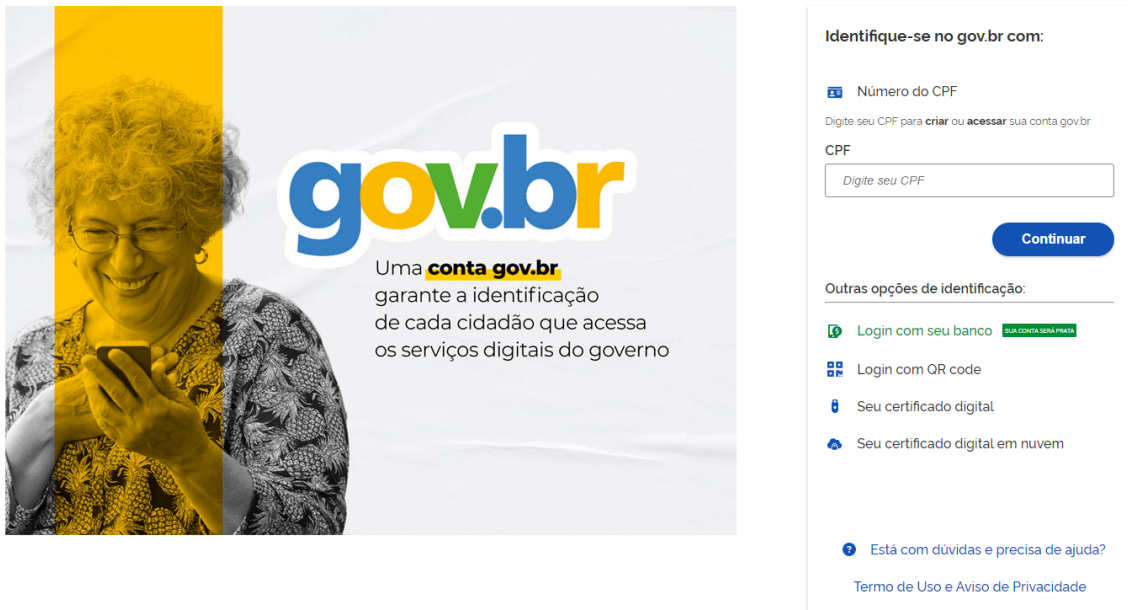 gov.br
Uma conta gov.br
garante a identificação
de cada cidadão que acessa
os serviços digitais do governo
Identifique-se no gov.br com:
Número do CPF
Digite seu CPF para criar ou acessar sua conta gov.br
CPF
Digite seu CPF
Continuar
Outras opções de identificação:
Login com seu banco SUA CONTA SERÁ PRATA
Login com QR code
Seu certificado digital
Seu certificado digital em nuvem
Está com dúvidas e precisa de ajuda?
Termo de Uso e Aviso de Privacidade